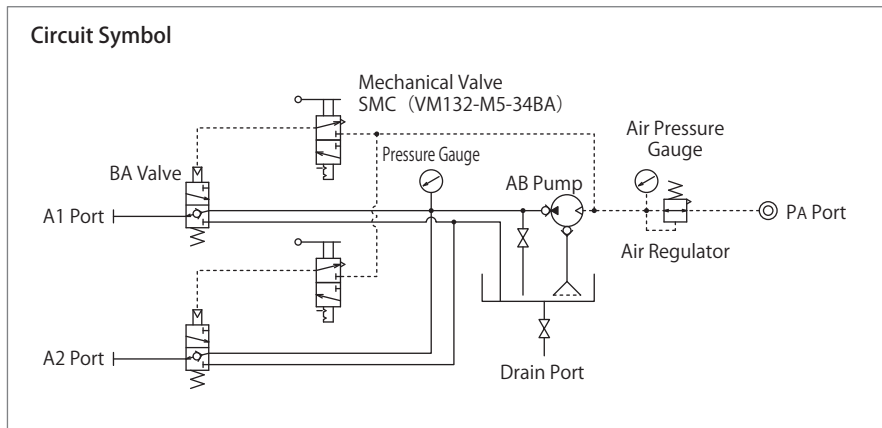 Circuit Symbol
Mechanical Valve
SMC（VM132-M5-34BA）
Air Pressure
Gauge
Pressure Gauge
BA Valve
AB Pump
A1 Port
PA Port
Air Regulator
A2 Port
Drain Port